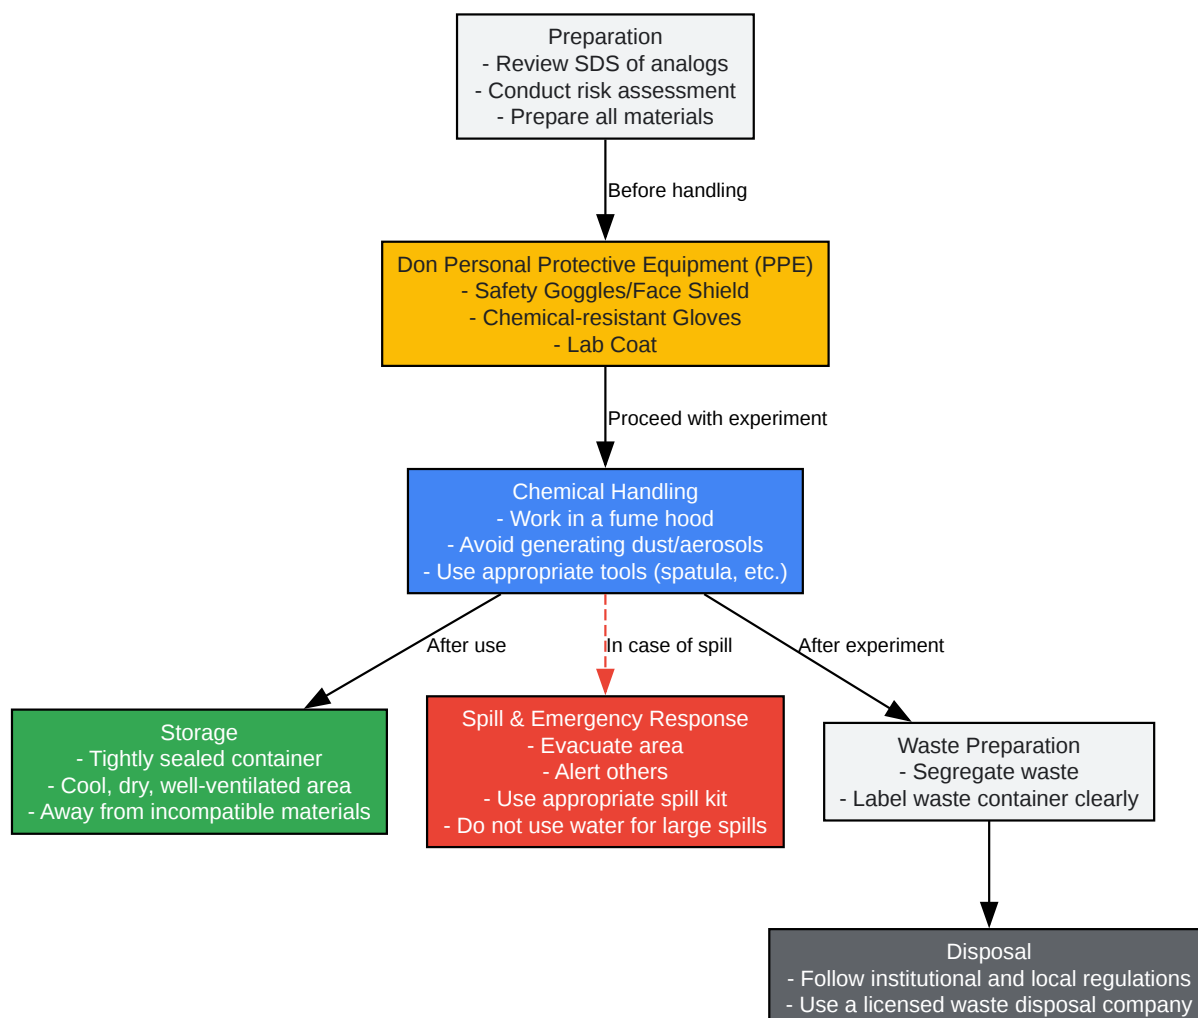 Preparation
- Review SDS of analogs
- Conduct risk assessment
- Prepare all materials
Before handling
Don Personal Protective Equipment (PPE)
- Safety Goggles/Face Shield
- Chemical-resistant Gloves
- Lab Coat
Proceed with experiment
Chemical Handling
- Work in a fume hood
- Avoid generating dust/aerosols
- Use appropriate tools (spatula, etc.)
After use
In case of spill
After experiment
Storage
- Tightly sealed container
- Cool, dry, well-ventilated area
- Away from incompatible materials
Spill & Emergency Response
- Evacuate area
- Alert others
- Use appropriate spill kit
- Do not use water for large spills
Waste Preparation
- Segregate waste
- Label waste container clearly
Disposal
- Follow institutional and local regulations
- Use a licensed waste disposal company